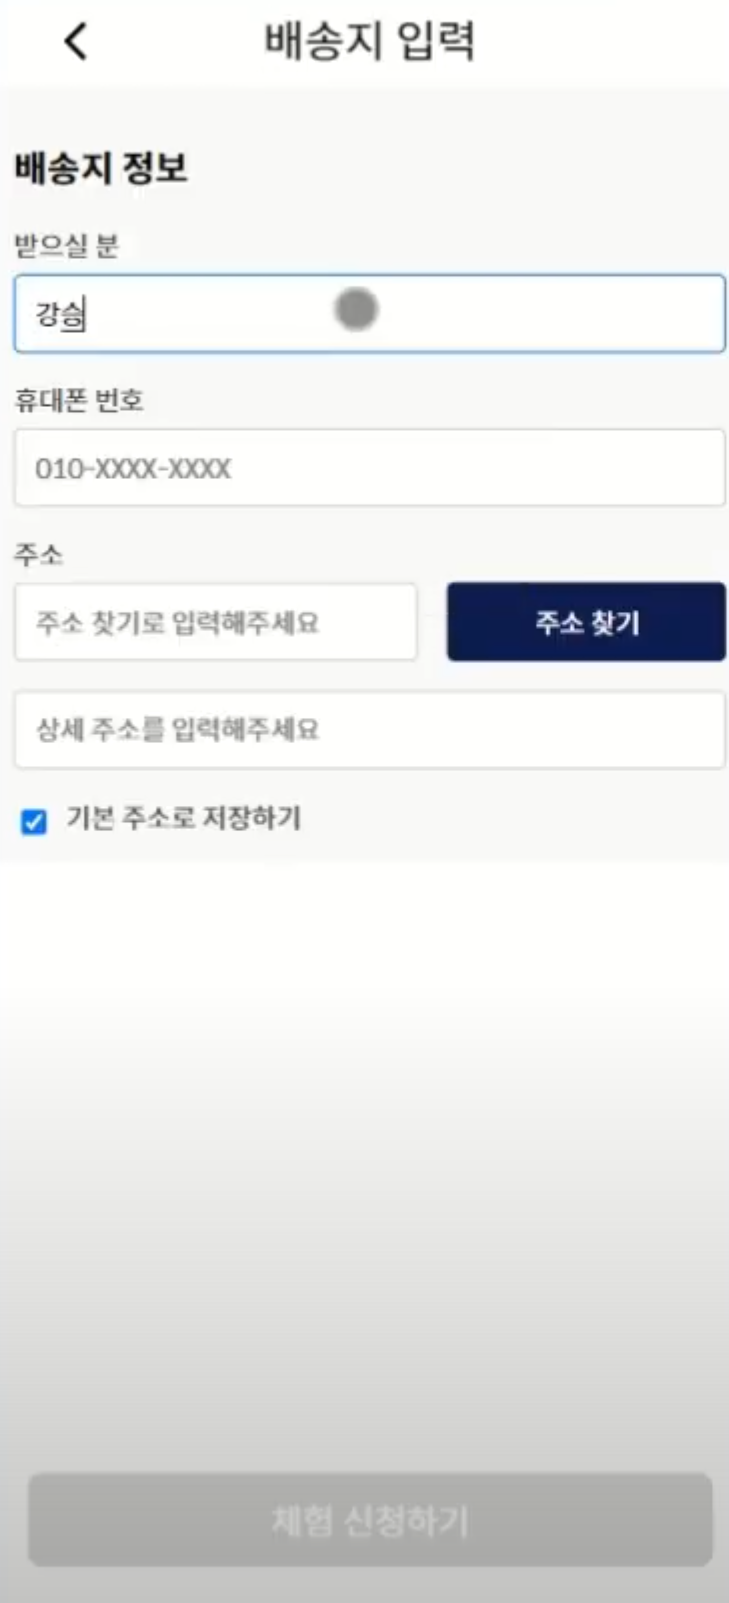 배송지 입력
배송지 정보
받으실 분
강승
휴대폰 번호
010-XXXX-XXXX
주소
주소 찾기로 입력해주세요
주소 찾기
상세 주소를 입력해주세요
기본 주소로 저장하기
체험 신청하기